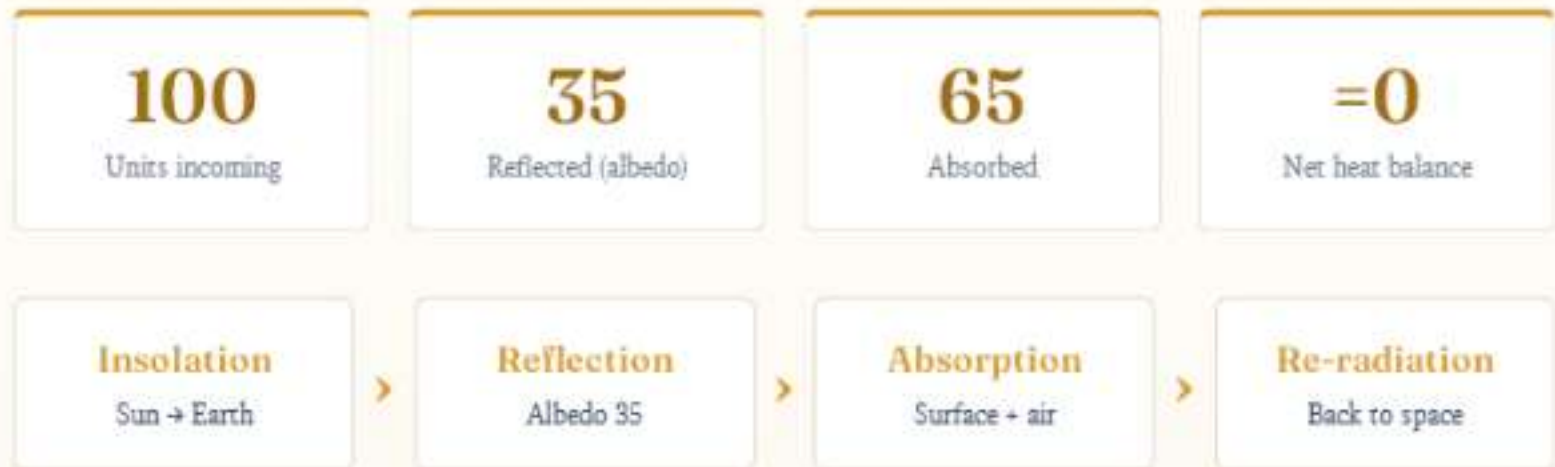 100
Units incoming
35
Reflected (albedo)
65
Absorbed
=0
Net heat balance
Insolation
Sun → Earth
›
Reflection
Albedo 35
›
Absorption
Surface + air
›
Re-radiation
Back to space